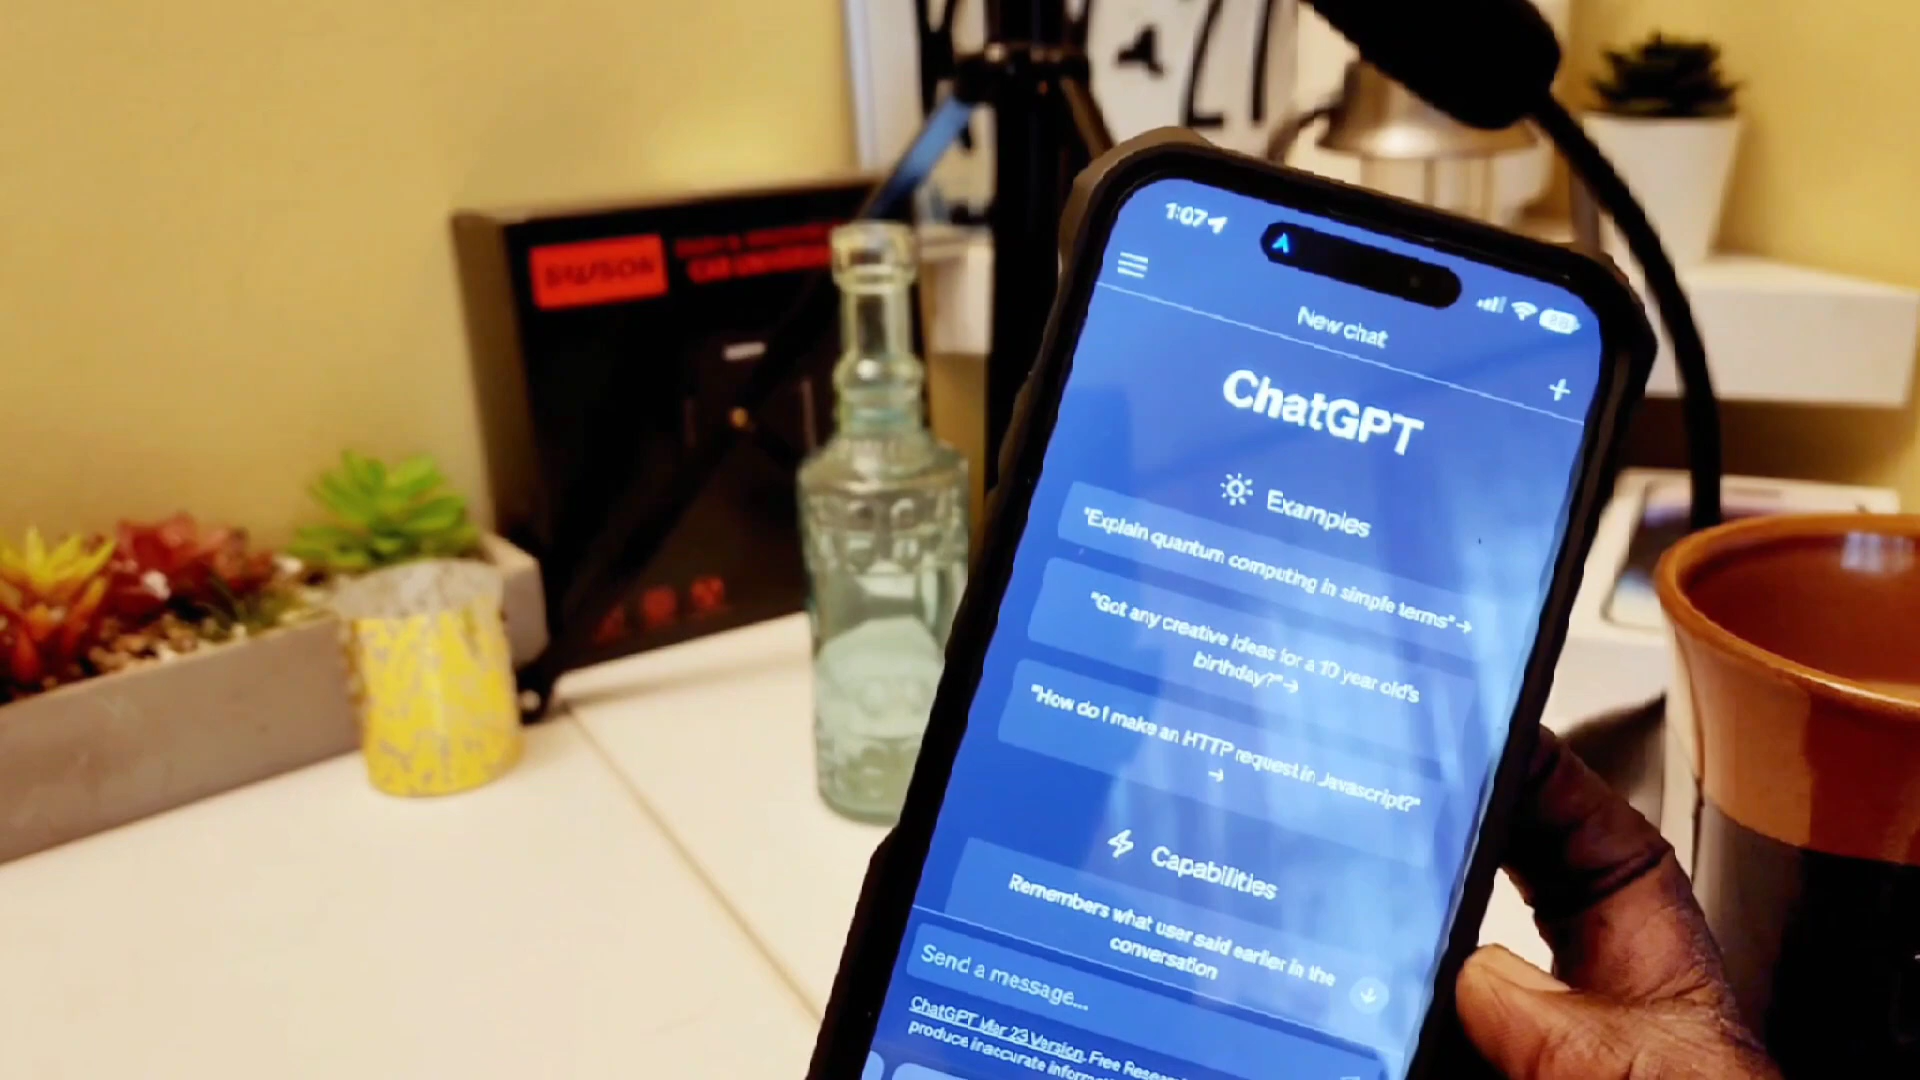 1:07
28
New chat
ChatGPT
Examples
"Explain quantum computing in simple terms" →
"Got any creative ideas for a 10 year old's
birthday?" →
"How do I make an HTTP request in Javascript?"
→
Capabilities
Remembers what user said earlier in the
conversation
Send a message...
ChatGPT Mar 23 Version. Free
produce inaccurate
27